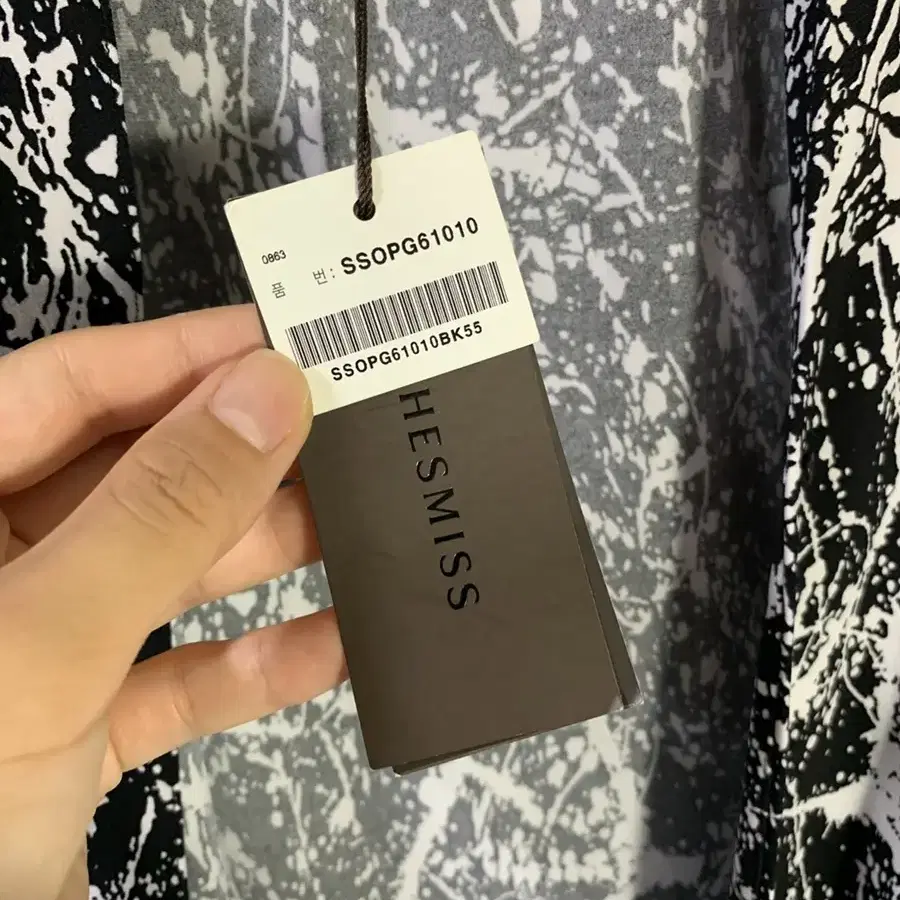 0863
품 번: SSOPG61010
SSOPG61010BK55
HESMISS